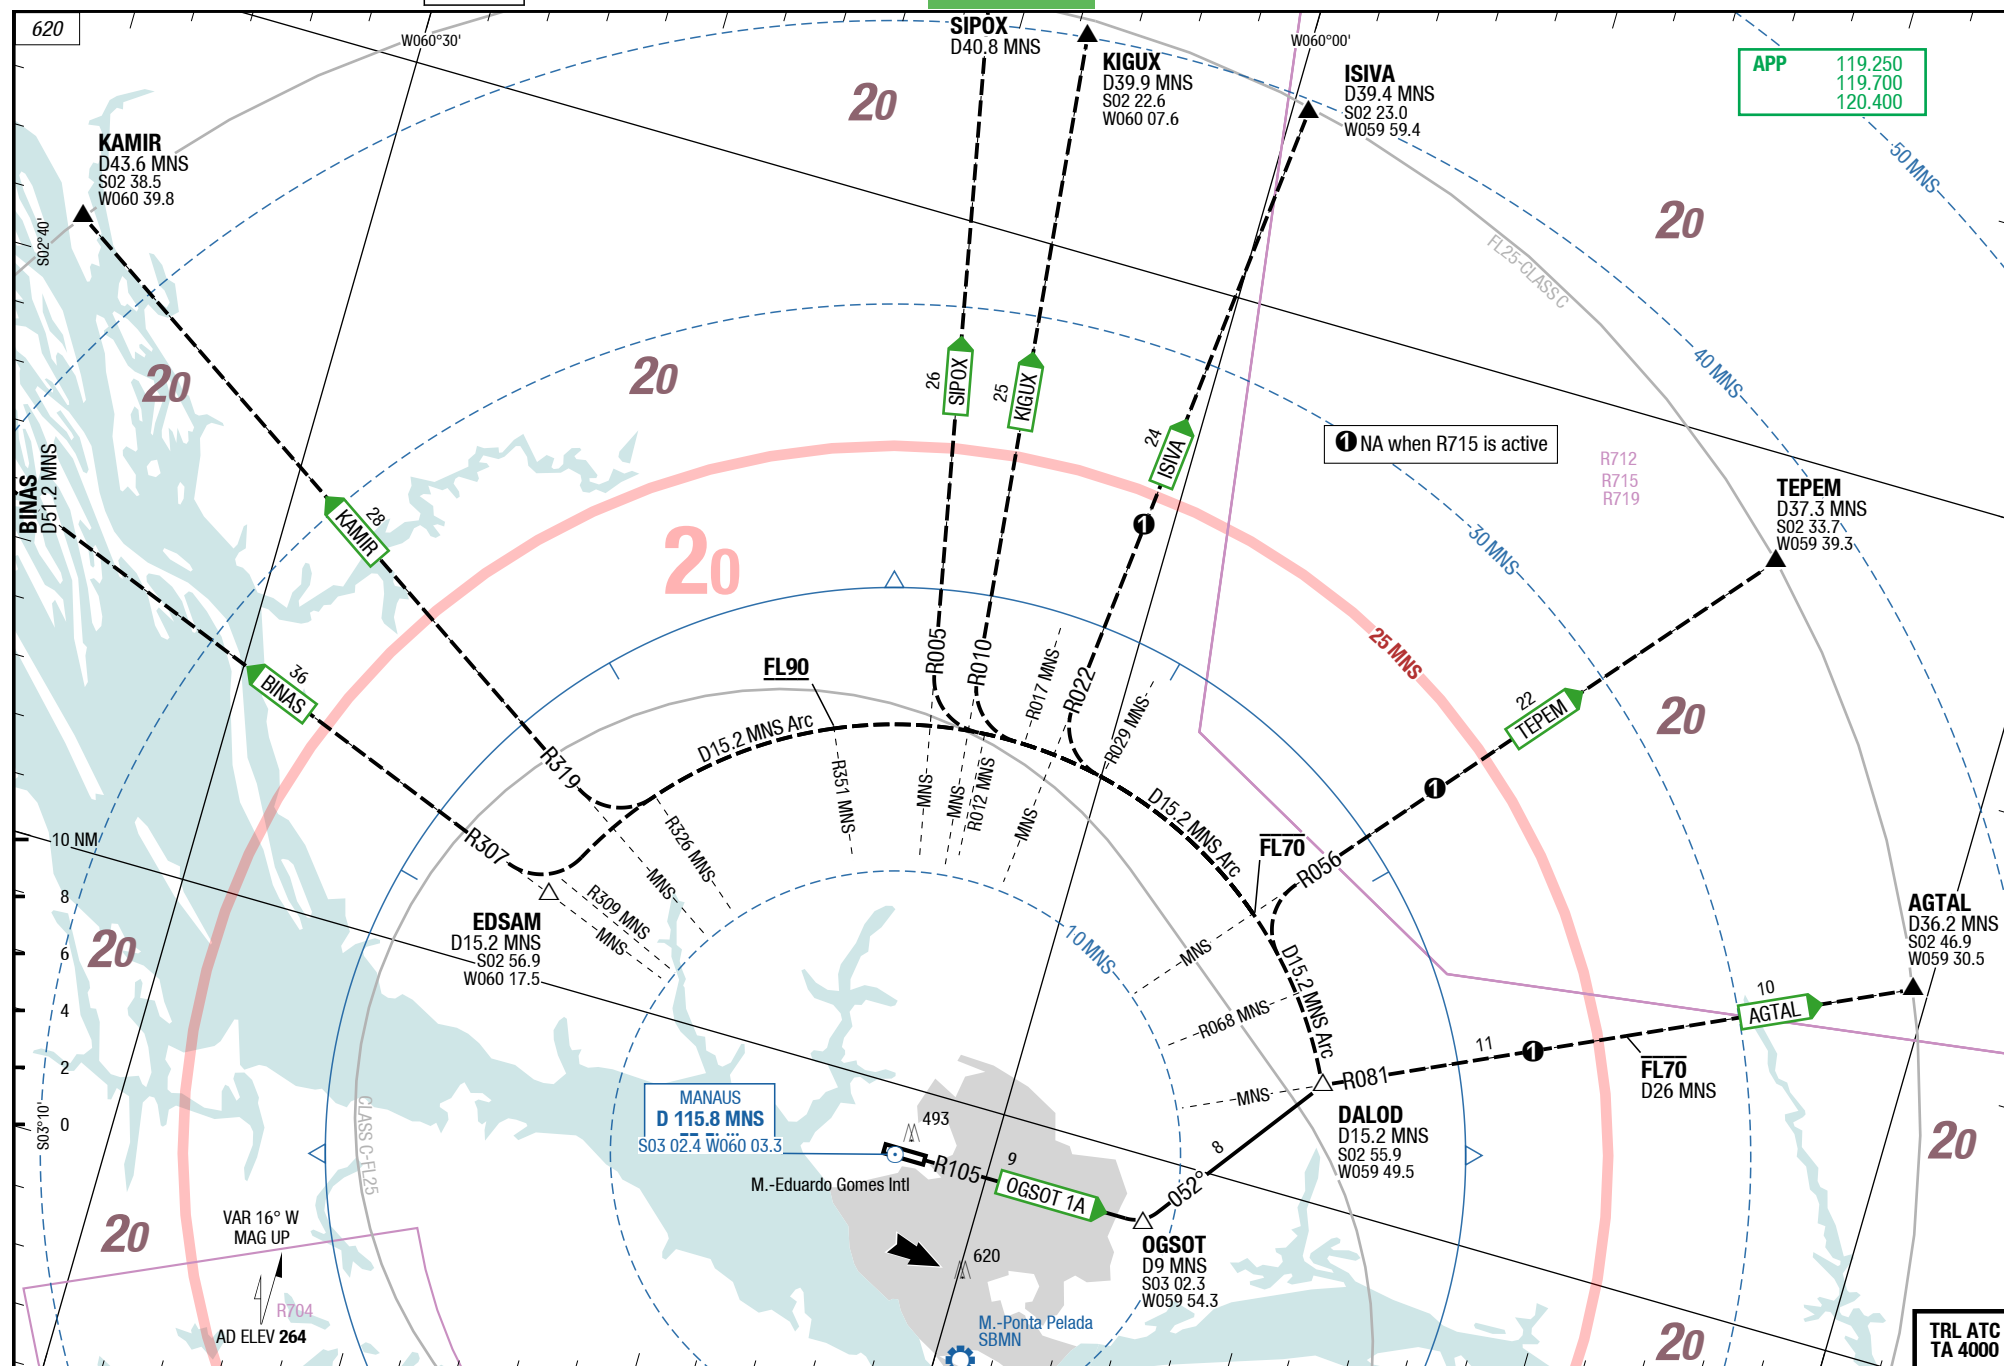 620
W060°30'
SIPOX
D40.8 MNS
KIGUX
D39.9 MNS
S02 22.6
W060 07.6
W060°00'
ISIVA
D39.4 MNS
S02 23.0
W059 59.4
APP 119.250
119.700
120.400
KAMIR
D43.6 MNS
S02 38.5
W060 39.8
20
20
50 MNS
S02°40'
FL25-CLASS C
40 MNS
20
20
26
SIPOX
25
KIGUX
24
ISIVA
1 NA when R715 is active
R712
R715
R719
BINAS
D51.2 MNS
28
KAMIR
1
TEPEM
D37.3 MNS
S02 33.7
W059 39.3
30 MNS
20
25 MNS
36
BINAS
FL90
R005
R010
R017 MNS
R022
R029 MNS
22
TEPEM
20
D15.2 MNS Arc
R319
R351 MNS
MNS
MNS
R012 MNS
MNS
D15.2 MNS Arc
1
R326 MNS
MNS
FL70
R056
10 NM
8
6
4
2
0
R307
R309 MNS
MNS
EDSAM
D15.2 MNS
S02 56.9
W060 17.5
20
10 MNS
MNS
R068 MNS
MNS
D15.2 MNS Arc
AGTAL
D36.2 MNS
S02 46.9
W059 30.5
10
AGTAL
11
1
R081
FL70
D26 MNS
DALOD
D15.2 MNS
S02 55.9
W059 49.5
S03°10'
CLASS C-FL25
MANAUS
D 115.8 MNS
S03 02.4 W060 03.3
493
M.-Eduardo Gomes Intl
R105
9
OGSOT 1A
052°
8
20
OGSOT
D9 MNS
S03 02.3
W059 54.3
620
VAR 16° W
MAG UP
20
R704
AD ELEV 264
M.-Ponta Pelada
SBMN
20
TRL ATC
TA 4000